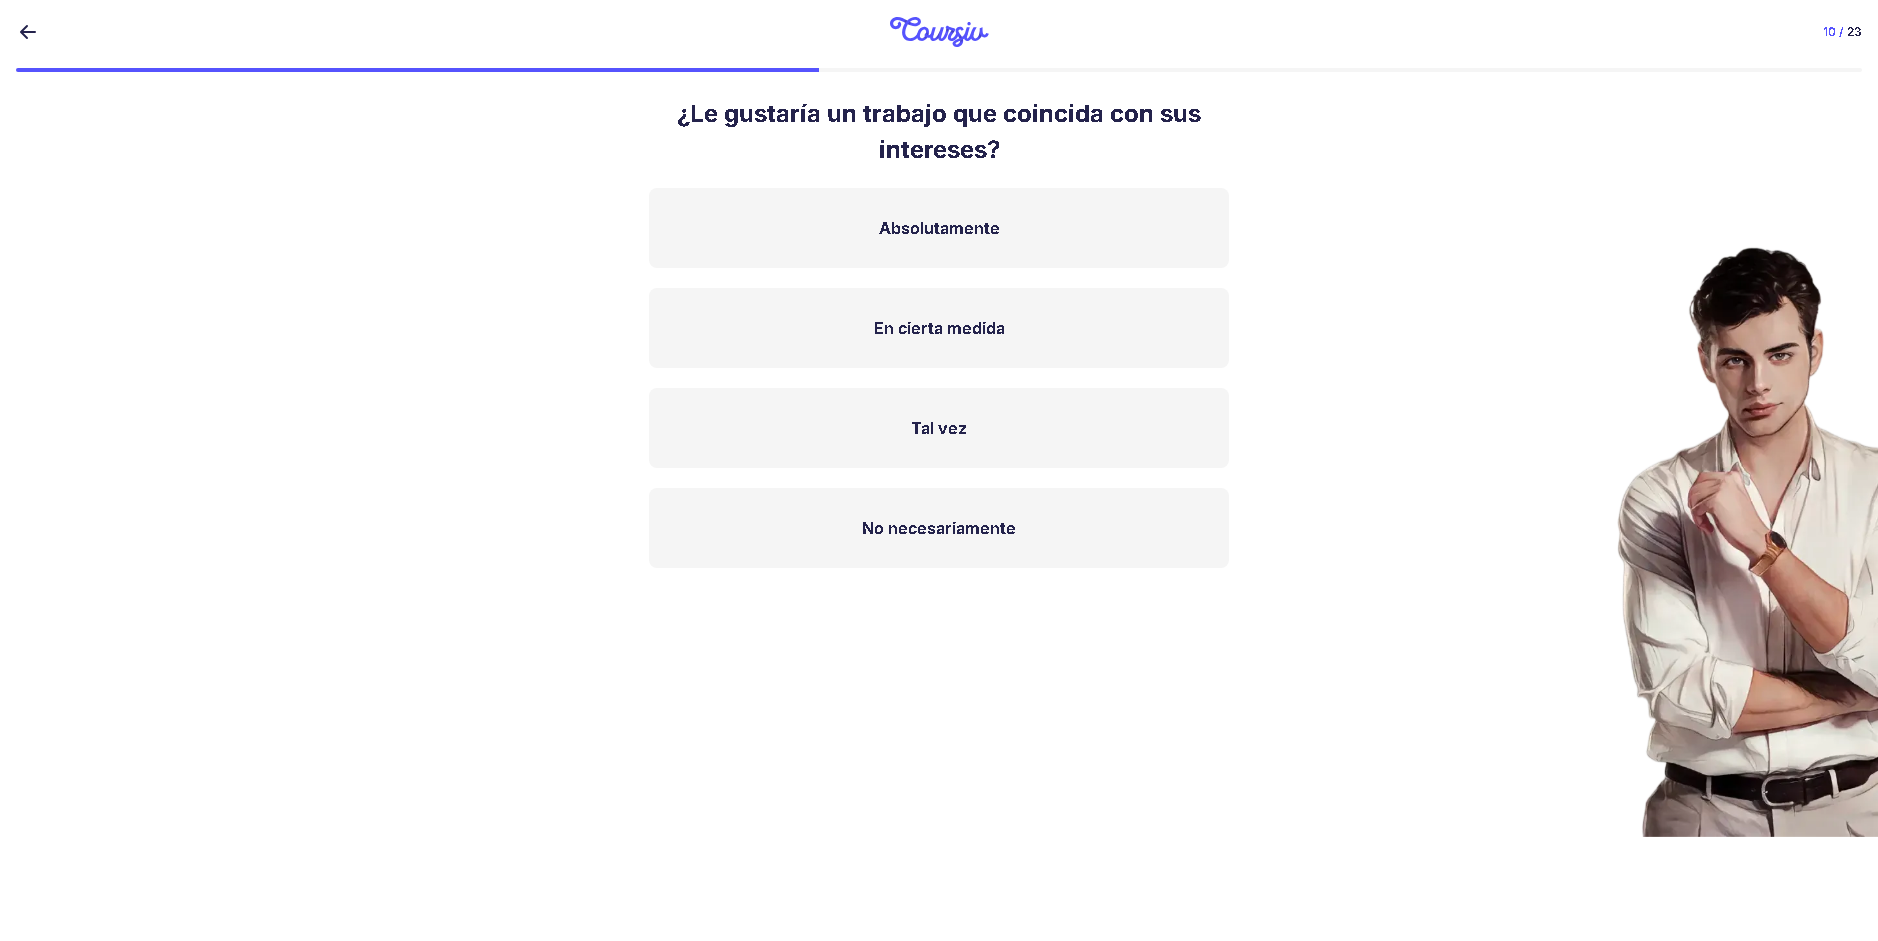 Coursiv
10 / 23
¿Le gustaría un trabajo que coincida con sus
intereses?
Absolutamente
En cierta medida
Tal vez
No necesariamente